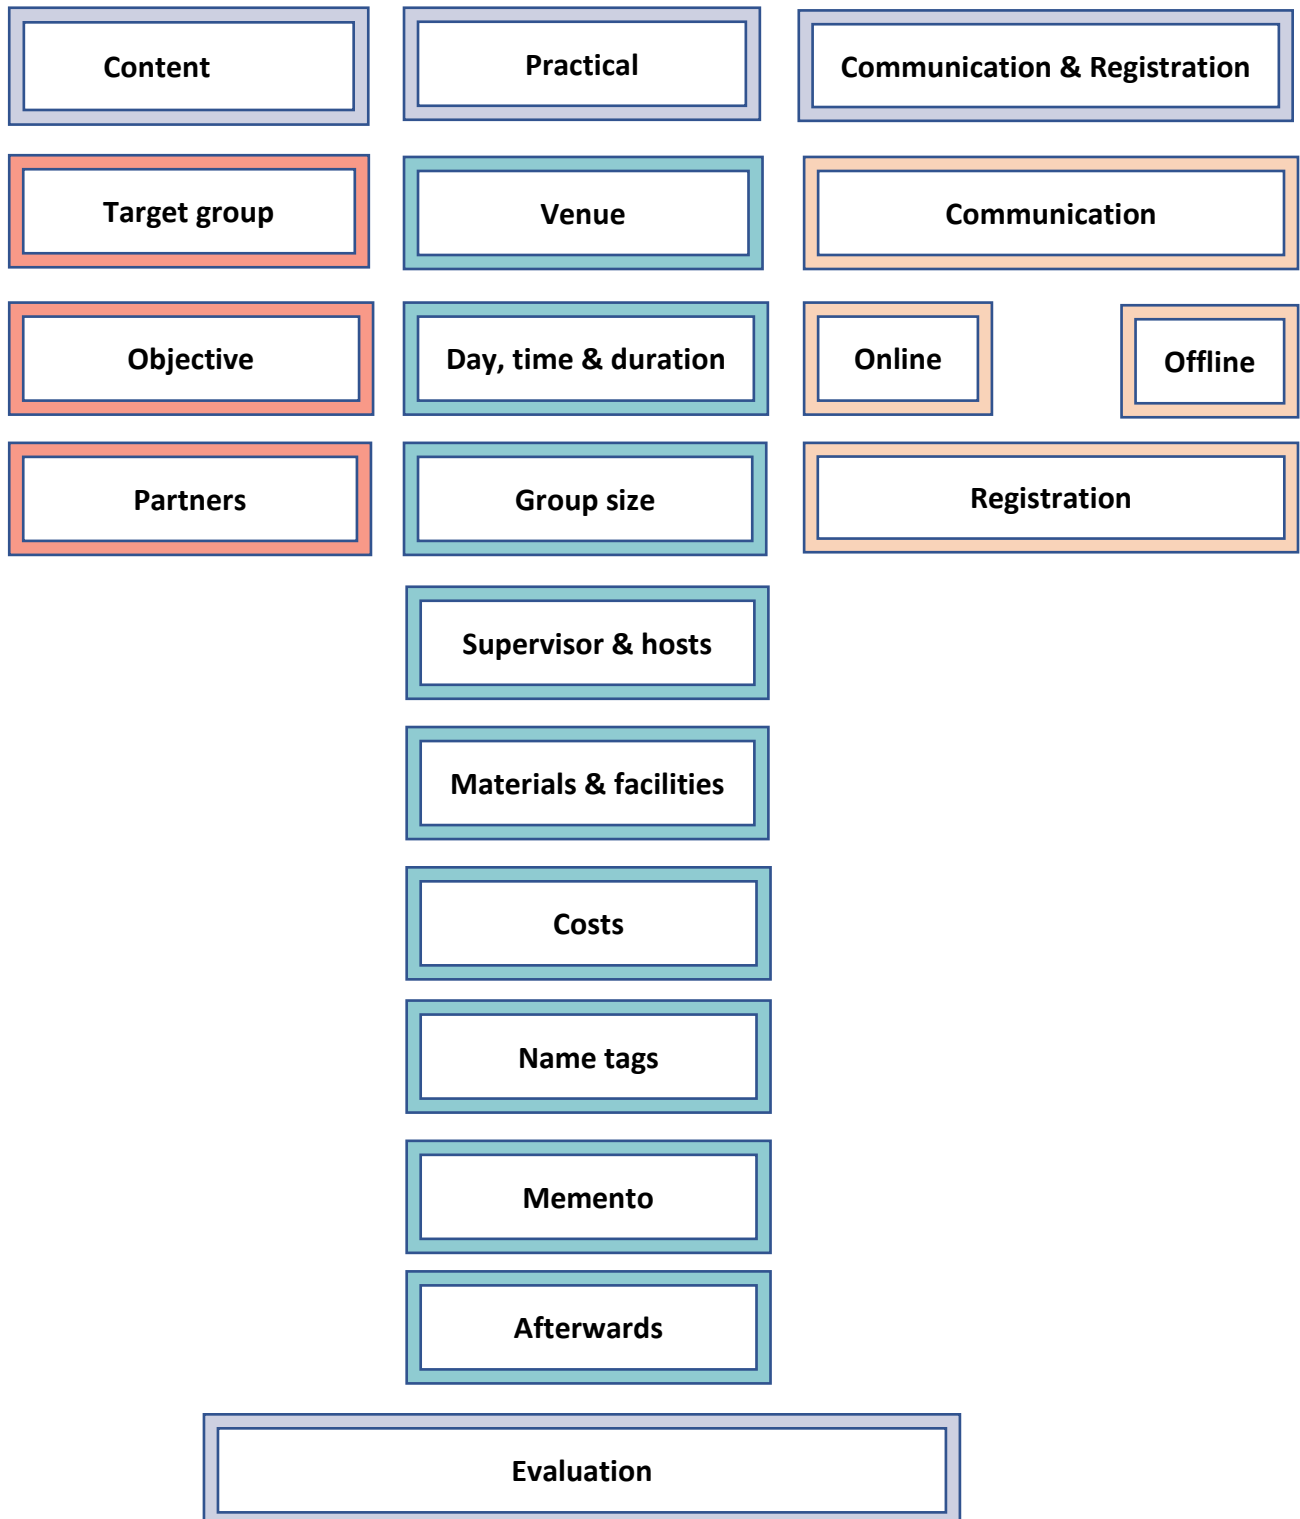 Content
Practical
Communication & Registration
Target group
Venue
Communication
Objective
Day, time & duration
Online
Offline
Partners
Group size
Registration
Supervisor & hosts
Materials & facilities
Costs
Name tags
Memento
Afterwards
Evaluation